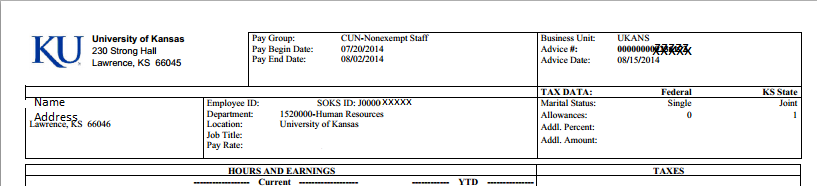 KU
University of Kansas
230 Strong Hall
Lawrence, KS 66045
Pay Group: CUN-Nonexempt Staff
Pay Begin Date: 07/20/2014
Pay End Date: 08/02/2014
Business Unit: UKANS
Advice #: 000000000
Advice Date: 08/15/2014
Name
Address
Lawrence, KS 66046
Employee ID: SOKS ID: J0000 XXXXX
Department: 1520000-Human Resources
Location: University of Kansas
Job Title:
Pay Rate:
TAX DATA: Federal KS State
Marital Status: Single Joint
Allowances: 0 1
Addl. Percent:
Addl. Amount:
HOURS AND EARNINGS
TAXES
------------------ Current ------------------- ------------ YTD ---------------